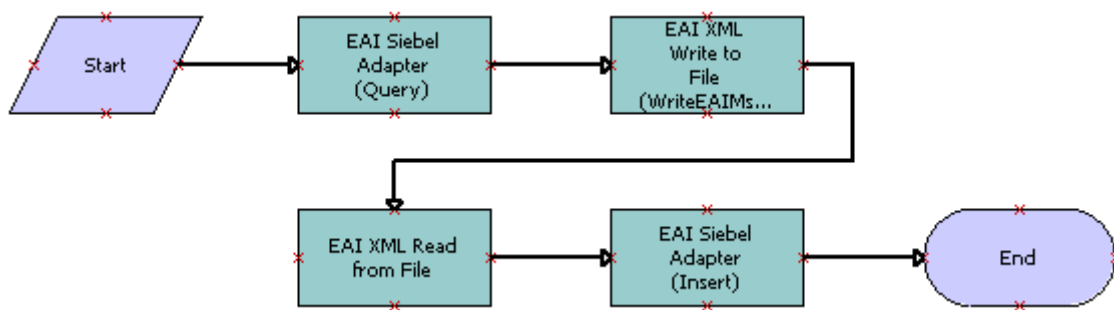 Start
EAI Siebel
Adapter
(Query)
EAI XML
Write to
File
(WriteEAIMs...
EAI XML Read
from File
EAI Siebel
Adapter
(Insert)
End